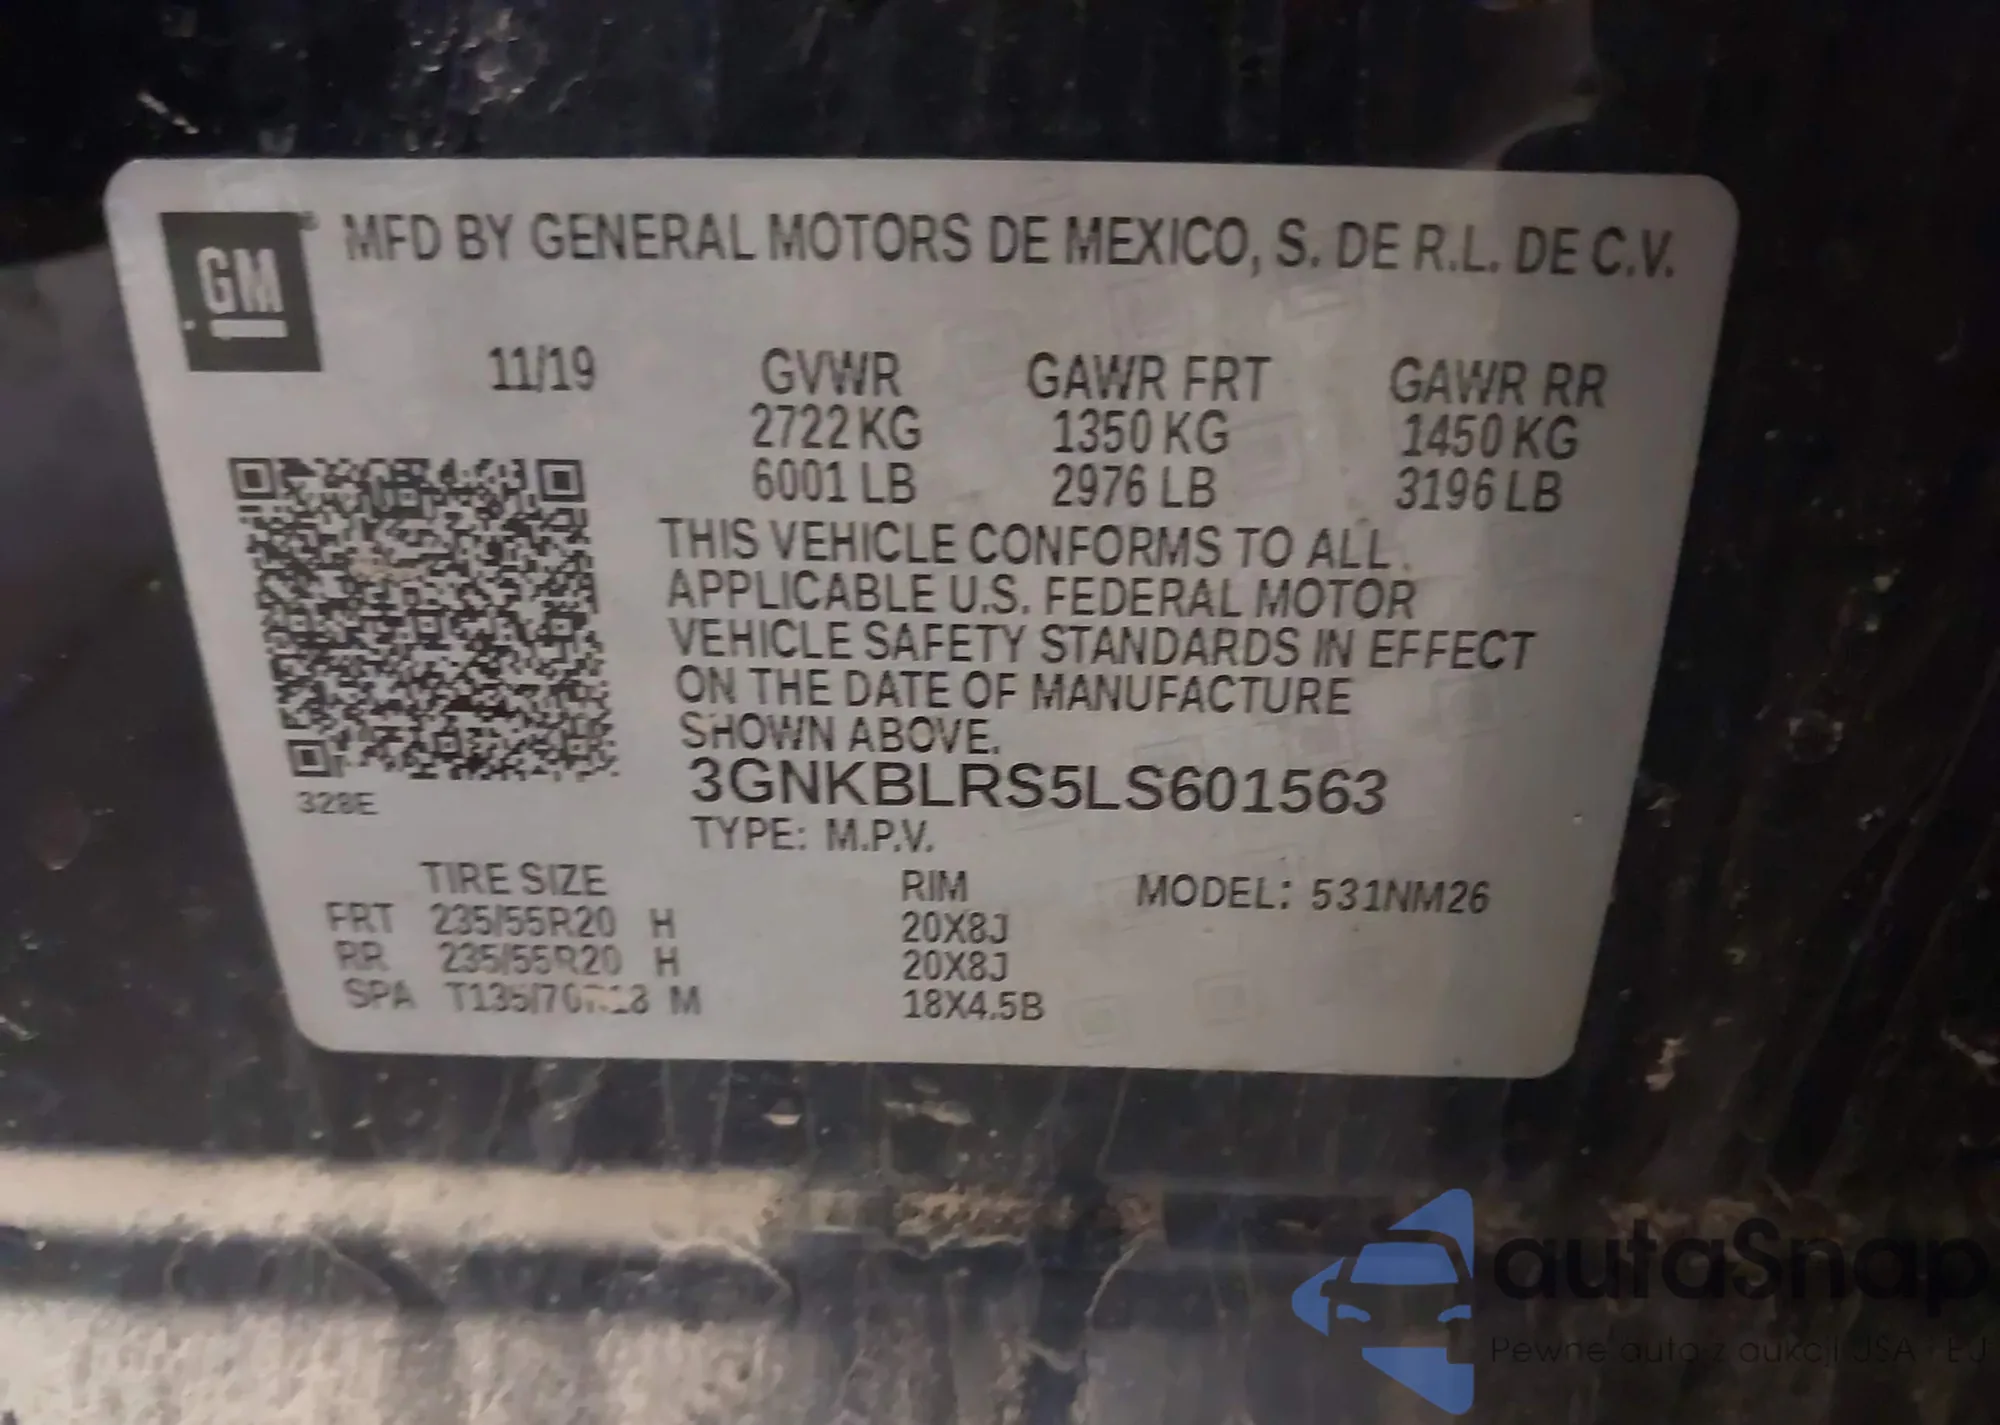 GM
MFD BY GENERAL MOTORS DE MEXICO, S. DE R.L. DE C.V.
11/19 GVWR GAWR FRT GAWR RR
2722 KG 1350 KG 1450 KG
6001 LB 2976 LB 3196 LB
THIS VEHICLE CONFORMS TO ALL
APPLICABLE U.S. FEDERAL MOTOR
VEHICLE SAFETY STANDARDS IN EFFECT
ON THE DATE OF MANUFACTURE
SHOWN ABOVE.
3GNKBLRS5LS601563
328E
TYPE: M.P.V.
TIRE SIZE RIM MODEL: 531NM26
FRT 235/55R20 H 20X8J
RR 235/55R20 H 20X8J
SPA M 18X4.5B
autaSnap
Pewne auta z aukcji